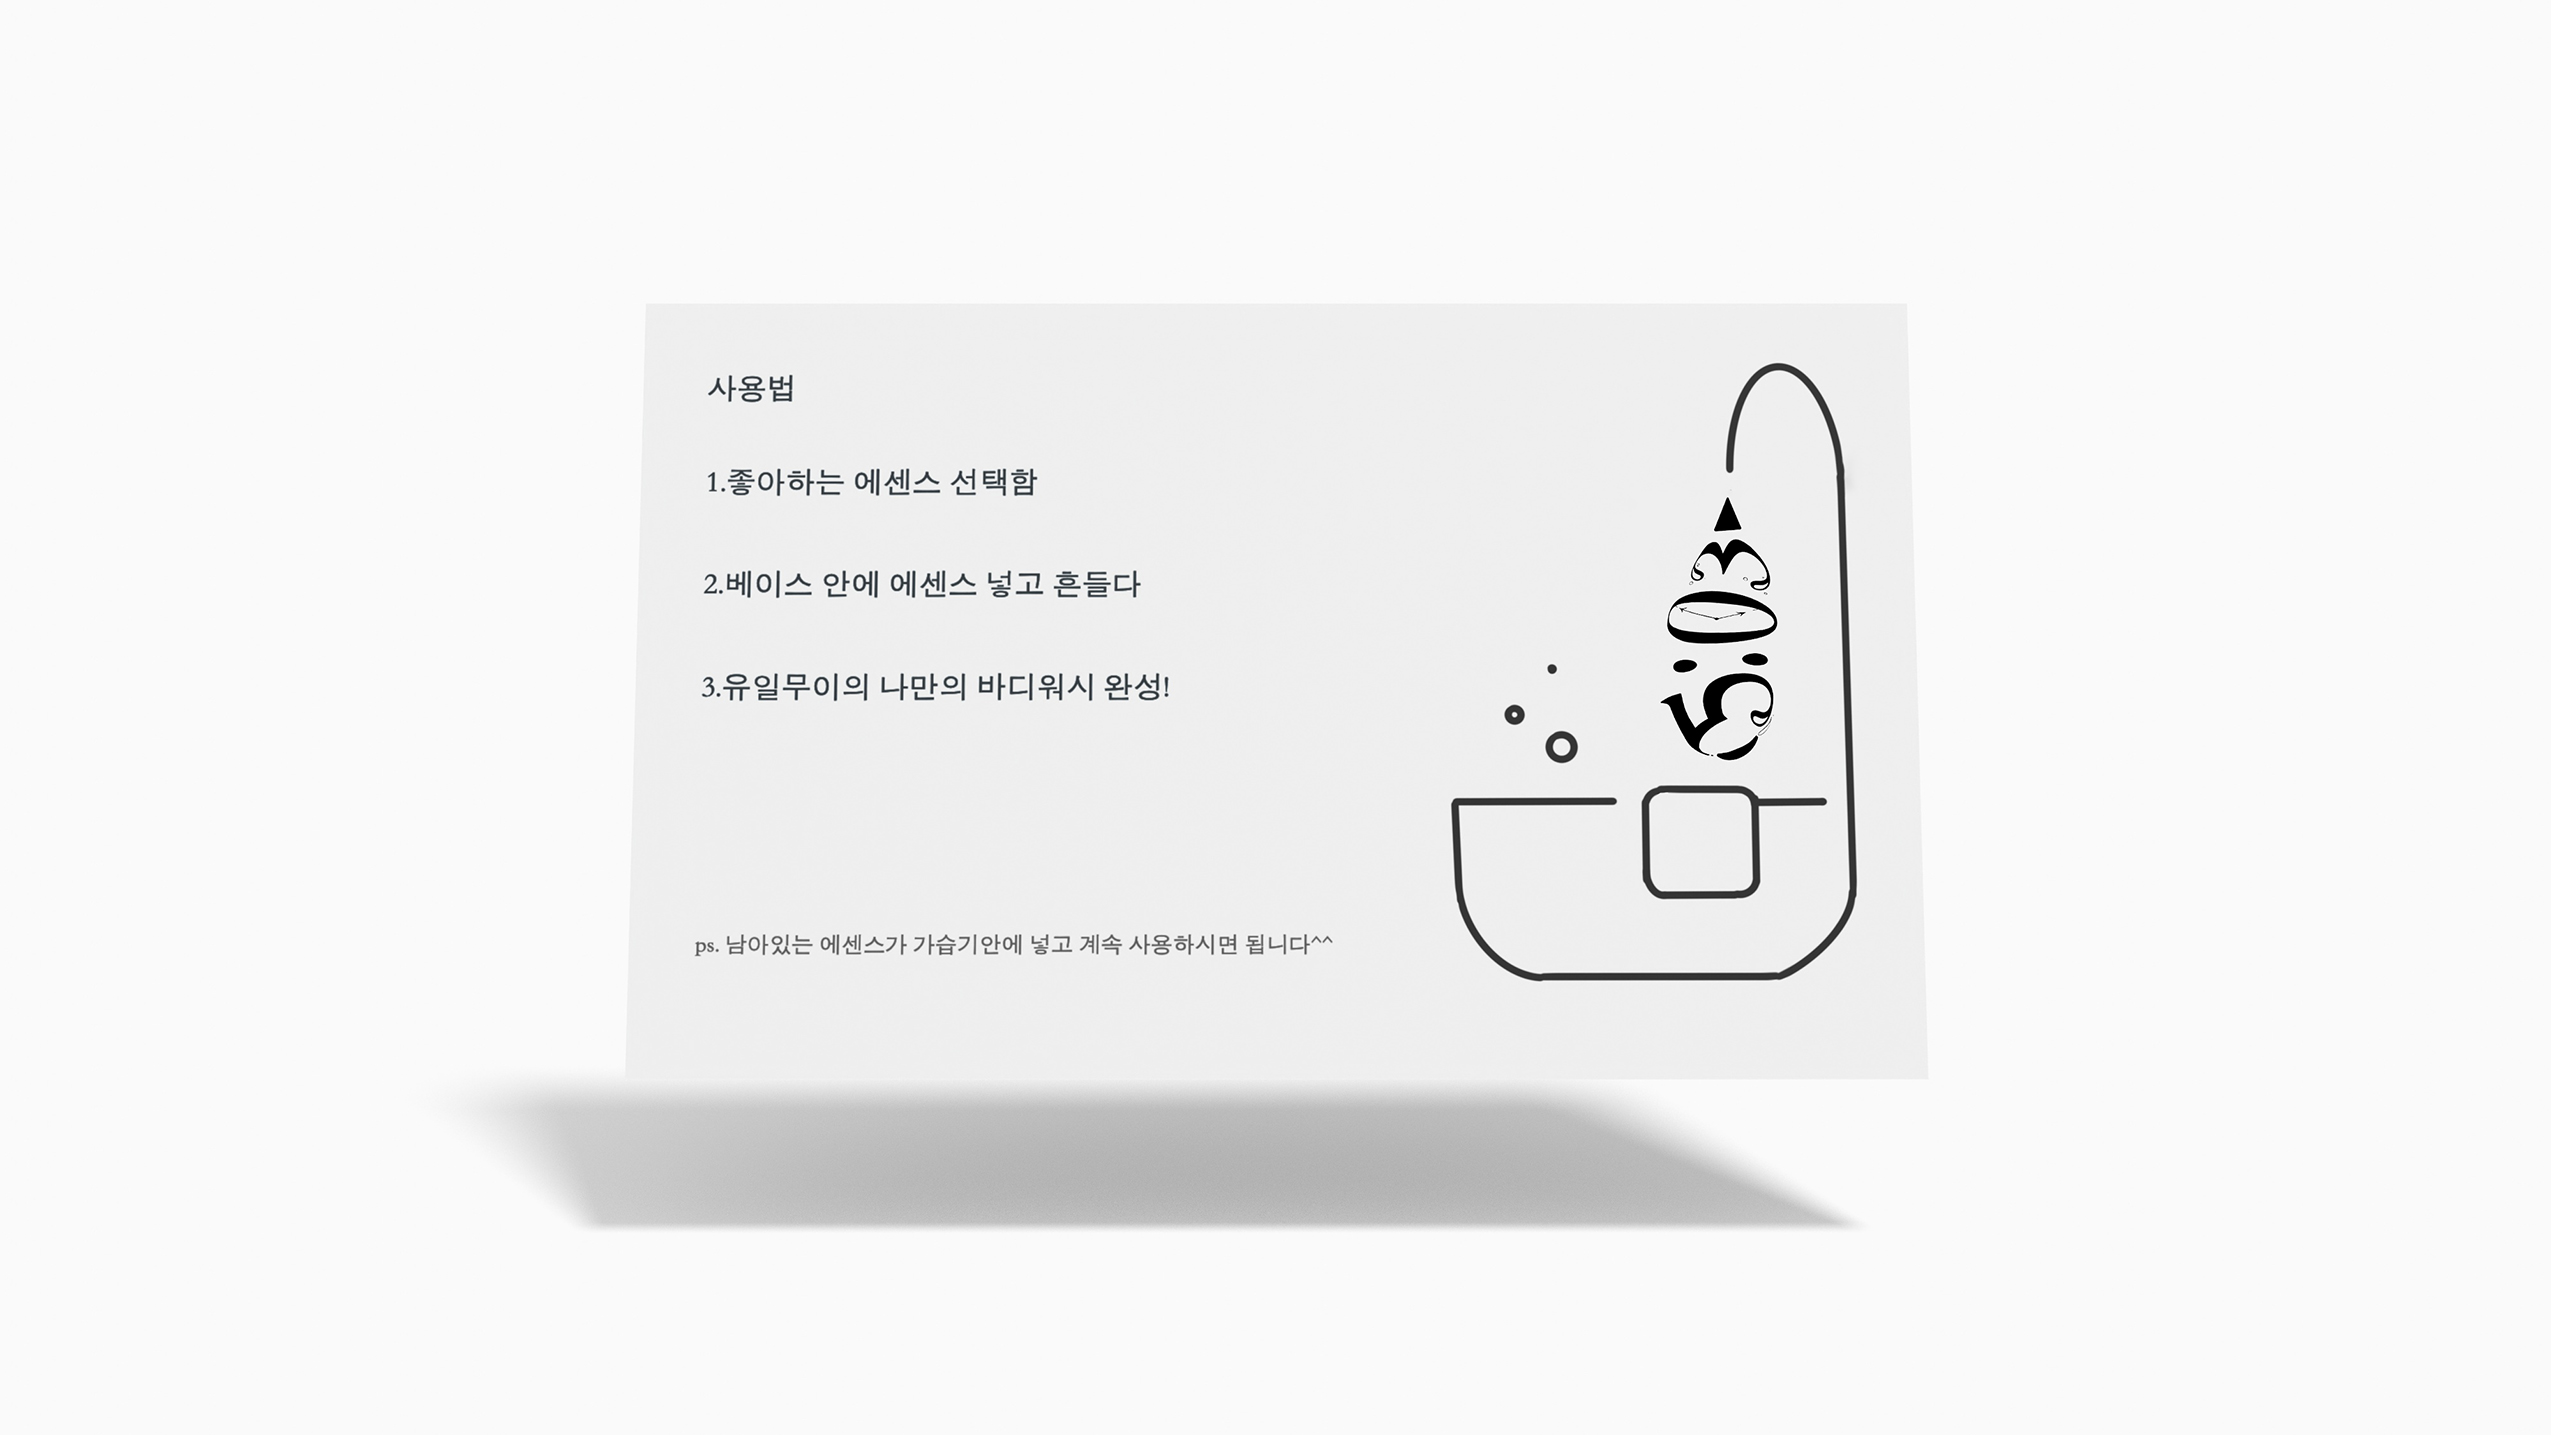 사용법
1.좋아하는 에센스 선택함
2.베이스 안에 에센스 넣고 흔들다
3.유일무이의 나만의 바디워시 완성!
ps. 남아있는 에센스가 가습기안에 넣고 계속 사용하시면 됩니다^^